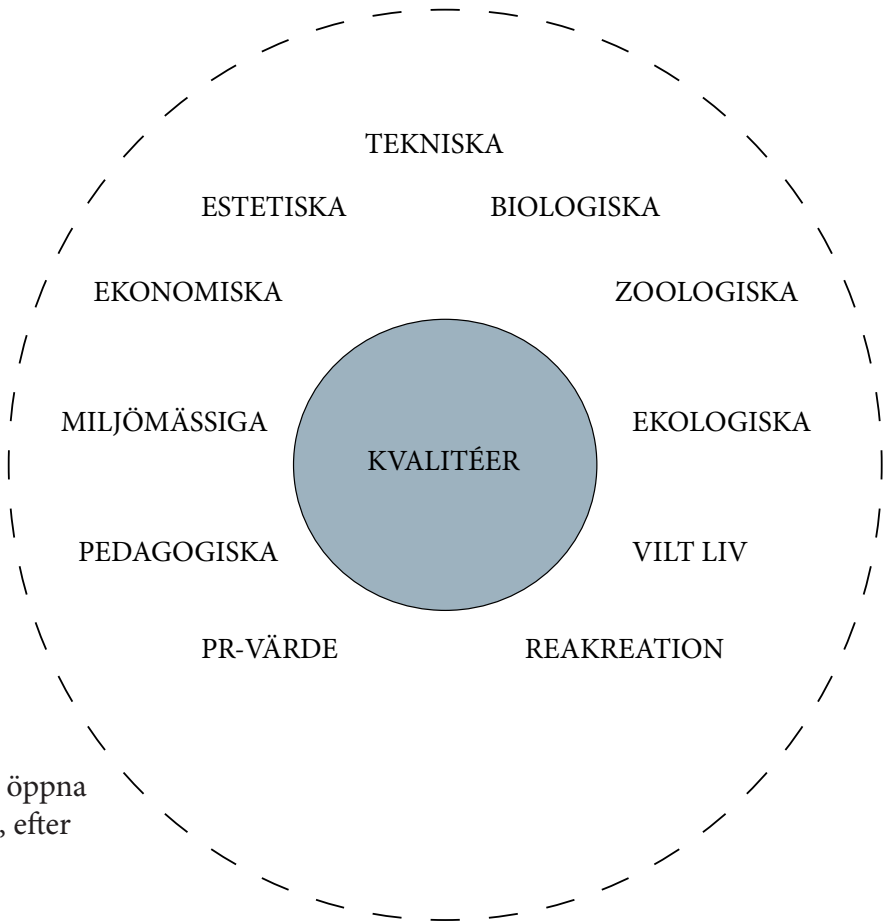 TEKNISKA
ESTETISKA BIOLOGISKA
EKONOMISKA ZOOLOGISKA
MILJÖMÄSSIGA EKOLOGISKA
KVALITÉER
PEDAGOGISKA VILT LIV
PR-VÄRDE REAKREATION
öppna
, efter